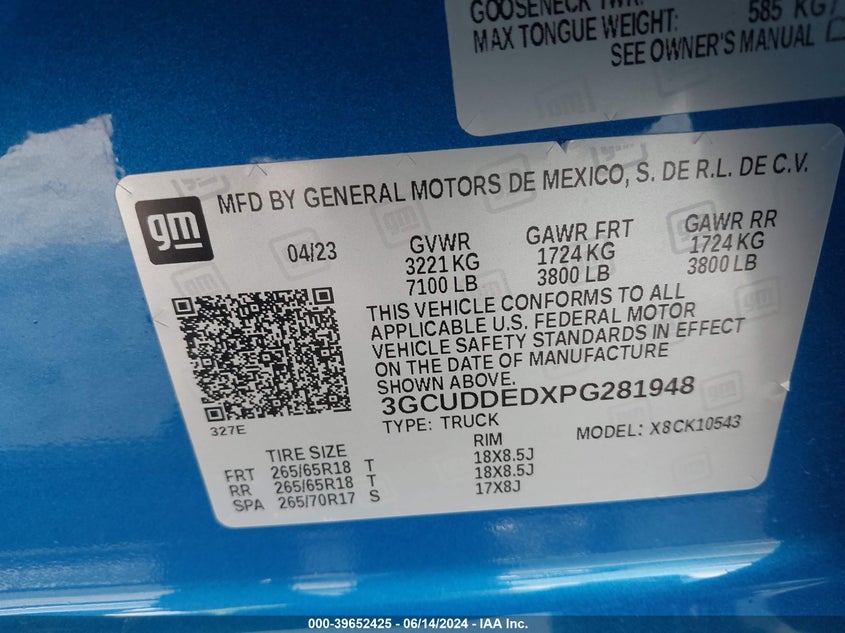 GOOSENECK TWR:
MAX TONGUE WEIGHT: 585 KG
SEE OWNER'S MANUAL
gm
MFD BY GENERAL MOTORS DE MEXICO, S. DE R.L. DE C.V.
04/23 GVWR GAWR FRT GAWR RR
3221 KG 1724 KG 1724 KG
7100 LB 3800 LB 3800 LB
THIS VEHICLE CONFORMS TO ALL
APPLICABLE U.S. FEDERAL MOTOR
VEHICLE SAFETY STANDARDS IN EFFECT
ON THE DATE OF MANUFACTURE
SHOWN ABOVE.
3GCUDDEDXPG281948
327E
TYPE: TRUCK MODEL: X8CK10543
TIRE SIZE RIM
FRT 265/65R18 T 18X8.5J
RR 265/65R18 T 18X8.5J
SPA 265/70R17 S 17X8J
000-39652425 - 06/14/2024 - IAA Inc.